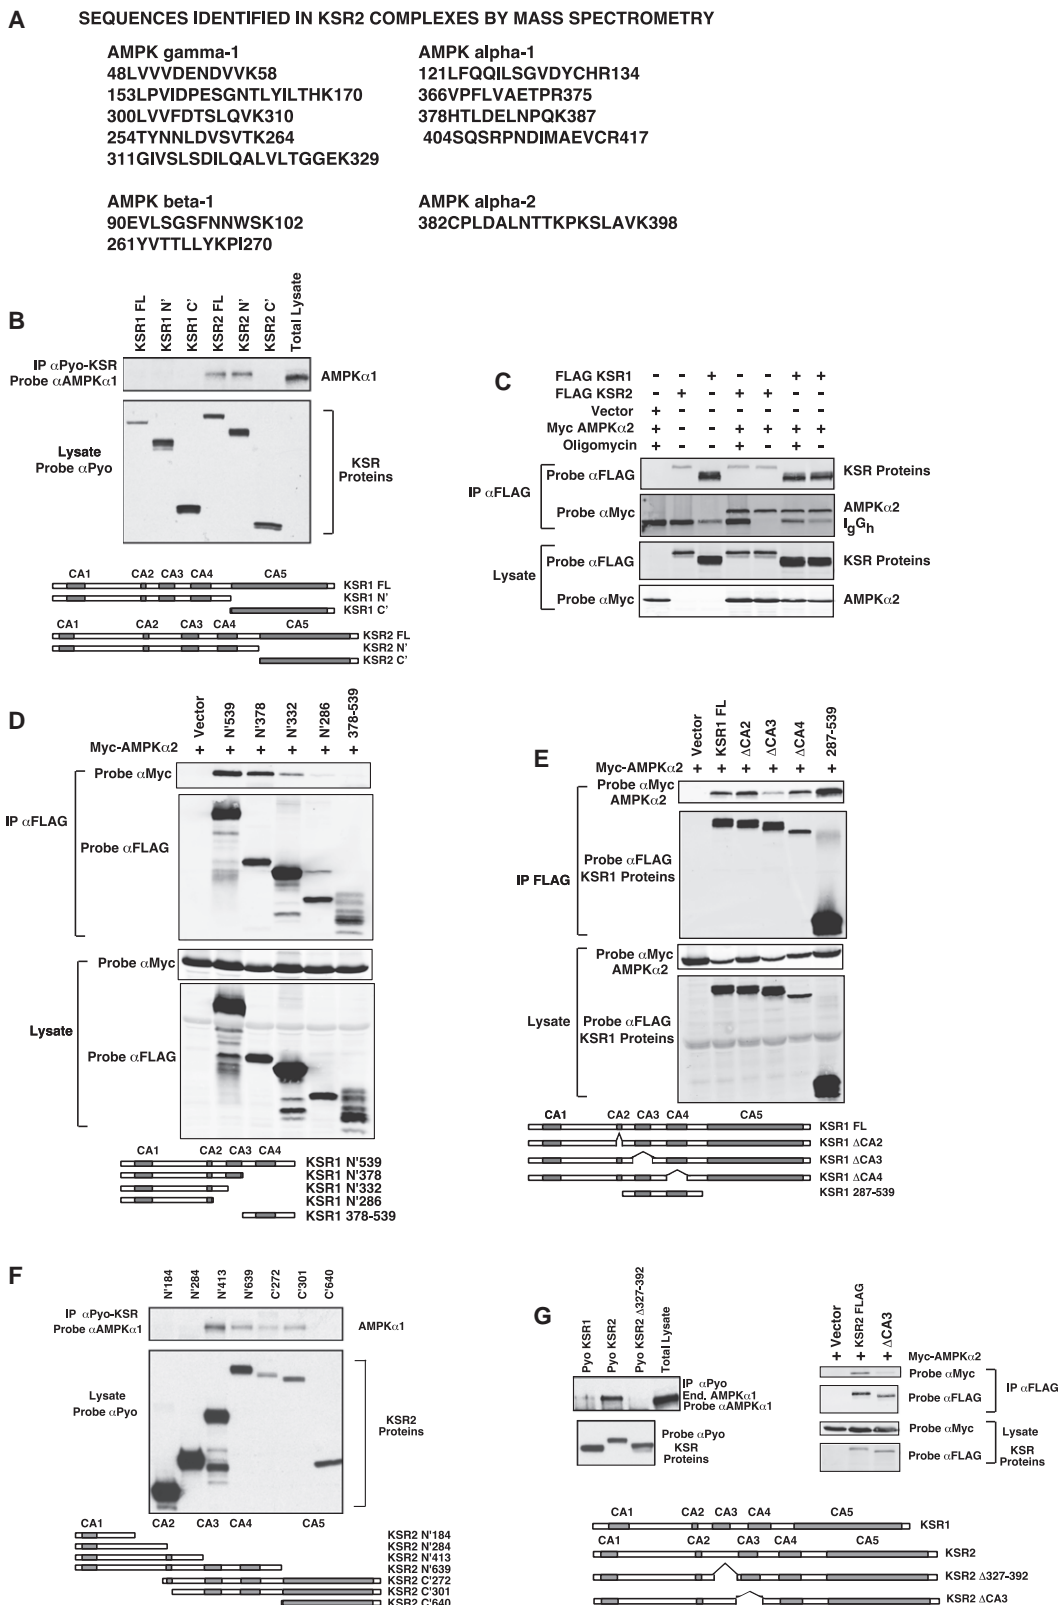 A
SEQUENCES IDENTIFIED IN KSR2 COMPLEXES BY MASS SPECTROMETRY
AMPK gamma-1
48LVVVDENDVVK58
153LPVIDPESGNTLYILTHK170
300LVVFDTSLQVK310
254TYNNLDVSVTK264
311GIVSLSDILQALVLTGGEK329
AMPK alpha-1
121LFQQILSGVDYCHR134
366VPFLVAETPR375
378HTLDELNPQK387
404SQSRPNDIMAEVCR417
AMPK beta-1
90EVLSGSFNNWSK102
261YVTTLLYKPI270
AMPK alpha-2
382CPLDALNTTKPKSLAVK398
B
KSR1 FL
KSR1 N'
KSR1 C'
KSR2 FL
KSR2 N'
KSR2 C'
Total Lysate
IP αPyo-KSR
Probe αAMPKα1
AMPKα1
Lysate
Probe αPyo
KSR
Proteins
CA1 CA2 CA3 CA4 CA5
KSR1 FL
KSR1 N'
KSR1 C'
CA1 CA2 CA3 CA4 CA5
KSR2 FL
KSR2 N'
KSR2 C'
C
FLAG KSR1 - - + - - + +
FLAG KSR2 - + - + + - -
Vector + - - - - - -
Myc AMPKα2 + - - + + + +
Oligomycin + - - + - + -
IP αFLAG
Probe αFLAG
KSR Proteins
Probe αMyc
AMPKα2
IgGh
Lysate
Probe αFLAG
KSR Proteins
Probe αMyc
AMPKα2
D
Vector
N'539
N'378
N'332
N'286
378-539
Myc-AMPKα2 + + + + + +
IP αFLAG
Probe αMyc
Probe αFLAG
Lysate
Probe αMyc
Probe αFLAG
CA1 CA2 CA3 CA4
KSR1 N'539
KSR1 N'378
KSR1 N'332
KSR1 N'286
KSR1 378-539
E
Vector
KSR1 FL
ΔCA2
ΔCA3
ΔCA4
287-539
Myc-AMPKα2 + + + + + +
IP FLAG
Probe αMyc
AMPKα2
Probe αFLAG
KSR1 Proteins
Lysate
Probe αMyc
AMPKα2
Probe αFLAG
KSR1 Proteins
CA1 CA2 CA3 CA4 CA5
KSR1 FL
KSR1 ΔCA2
KSR1 ΔCA3
KSR1 ΔCA4
KSR1 287-539
F
N'184
N'284
N'413
N'639
C'272
C'301
C'640
IP αPyo-KSR
Probe αAMPKα1
AMPKα1
Lysate
Probe αPyo
KSR2
Proteins
CA1 CA2 CA3 CA4 CA5
KSR2 N'184
KSR2 N'284
KSR2 N'413
KSR2 N'639
KSR2 C'272
KSR2 C'301
KSR2 C'640
G
Pyo KSR1
Pyo KSR2
Pyo KSR2 Δ327-392
Total Lysate
IP αPyo
End. AMPKα1
Probe αAMPKα1
Probe αPyo
KSR
Proteins
Vector
KSR2 FLAG
ΔCA3
+ + + Myc-AMPKα2
Probe αMyc
IP αFLAG
Probe αFLAG
Probe αMyc
Lysate
Probe αFLAG
KSR
Proteins
CA1 CA2 CA3 CA4 CA5
KSR1
CA1 CA2 CA3 CA4 CA5
KSR2
KSR2 Δ327-392
KSR2 ΔCA3